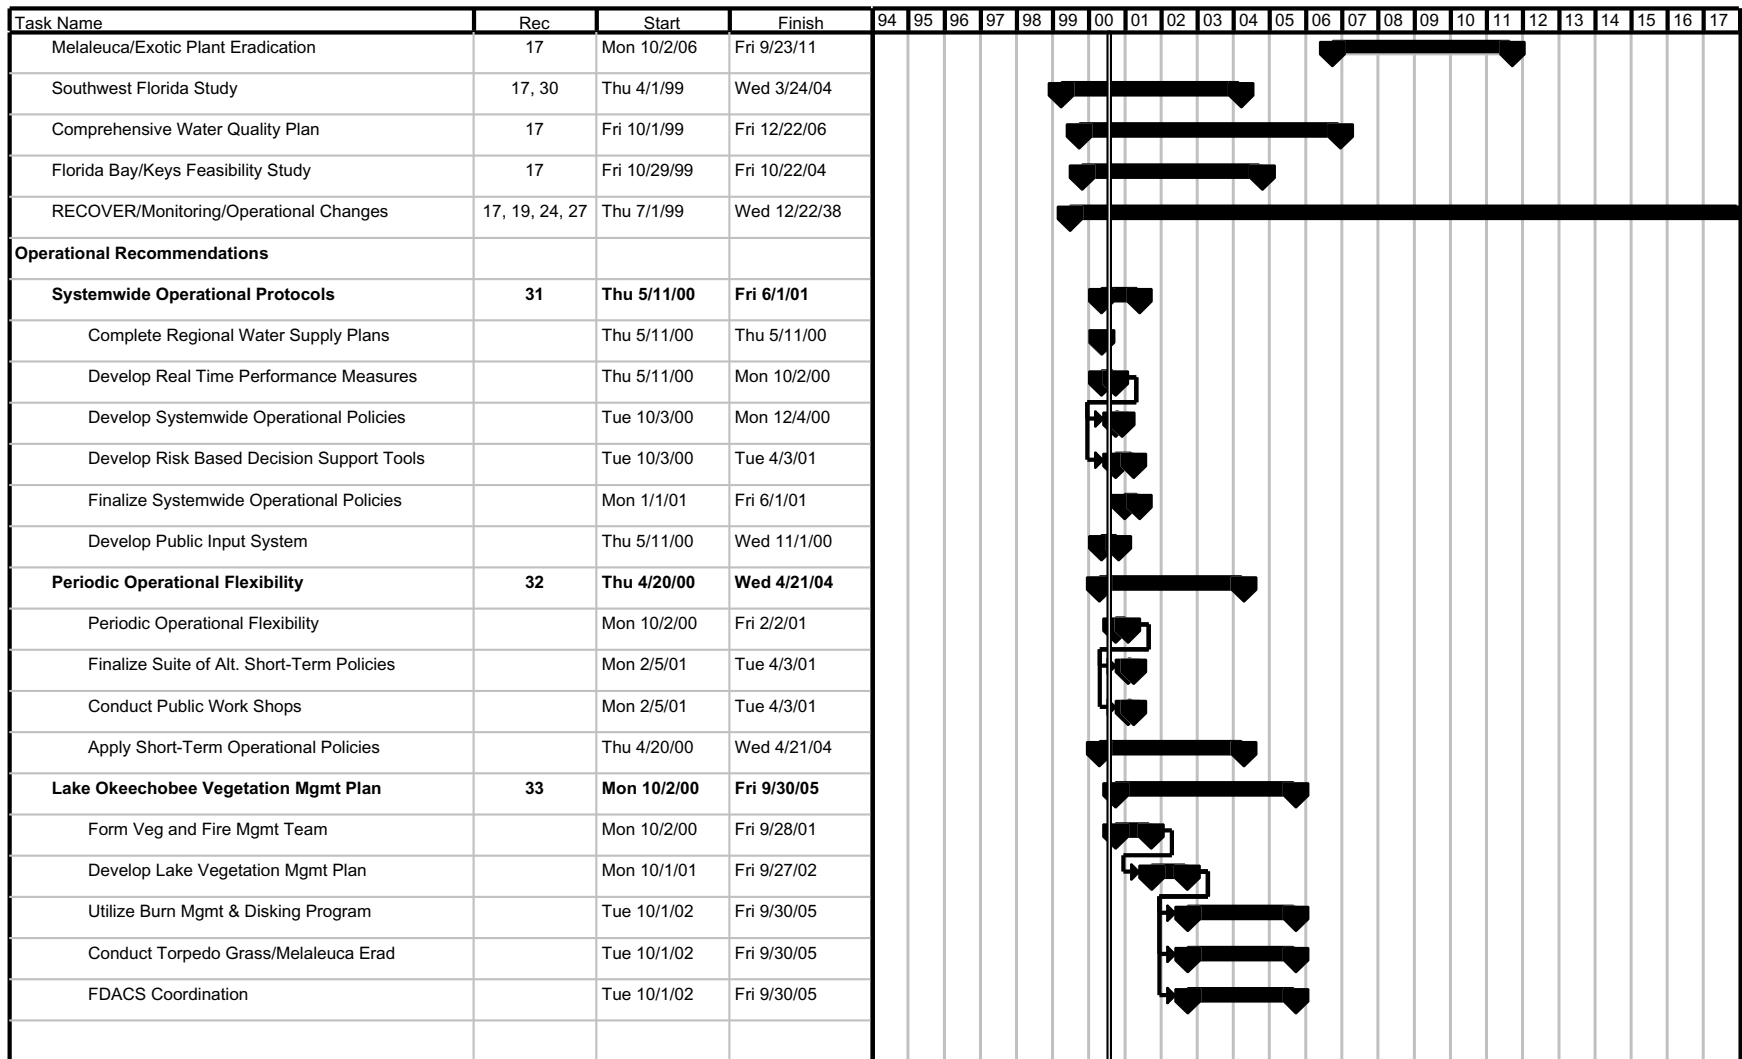 Task Name Rec Start Finish 94 95 96 97 98 99 00 01 02 03 04 05 06 07 08 09 10 11 12 13 14 15 16 17
Melaleuca/Exotic Plant Eradication 17 Mon 10/2/06 Fri 9/23/11
Southwest Florida Study 17, 30 Thu 4/1/99 Wed 3/24/04
Comprehensive Water Quality Plan 17 Fri 10/1/99 Fri 12/22/06
Florida Bay/Keys Feasibility Study 17 Fri 10/29/99 Fri 10/22/04
RECOVER/Monitoring/Operational Changes 17, 19, 24, 27 Thu 7/1/99 Wed 12/22/38
Operational Recommendations
Systemwide Operational Protocols 31 Thu 5/11/00 Fri 6/1/01
Complete Regional Water Supply Plans Thu 5/11/00 Thu 5/11/00
Develop Real Time Performance Measures Thu 5/11/00 Mon 10/2/00
Develop Systemwide Operational Policies Tue 10/3/00 Mon 12/4/00
Develop Risk Based Decision Support Tools Tue 10/3/00 Tue 4/3/01
Finalize Systemwide Operational Policies Mon 1/1/01 Fri 6/1/01
Develop Public Input System Thu 5/11/00 Wed 11/1/00
Periodic Operational Flexibility 32 Thu 4/20/00 Wed 4/21/04
Periodic Operational Flexibility Mon 10/2/00 Fri 2/2/01
Finalize Suite of Alt. Short-Term Policies Mon 2/5/01 Tue 4/3/01
Conduct Public Work Shops Mon 2/5/01 Tue 4/3/01
Apply Short-Term Operational Policies Thu 4/20/00 Wed 4/21/04
Lake Okeechobee Vegetation Mgmt Plan 33 Mon 10/2/00 Fri 9/30/05
Form Veg and Fire Mgmt Team Mon 10/2/00 Fri 9/28/01
Develop Lake Vegetation Mgmt Plan Mon 10/1/01 Fri 9/27/02
Utilize Burn Mgmt & Disking Program Tue 10/1/02 Fri 9/30/05
Conduct Torpedo Grass/Melaleuca Erad Tue 10/1/02 Fri 9/30/05
FDACS Coordination Tue 10/1/02 Fri 9/30/05